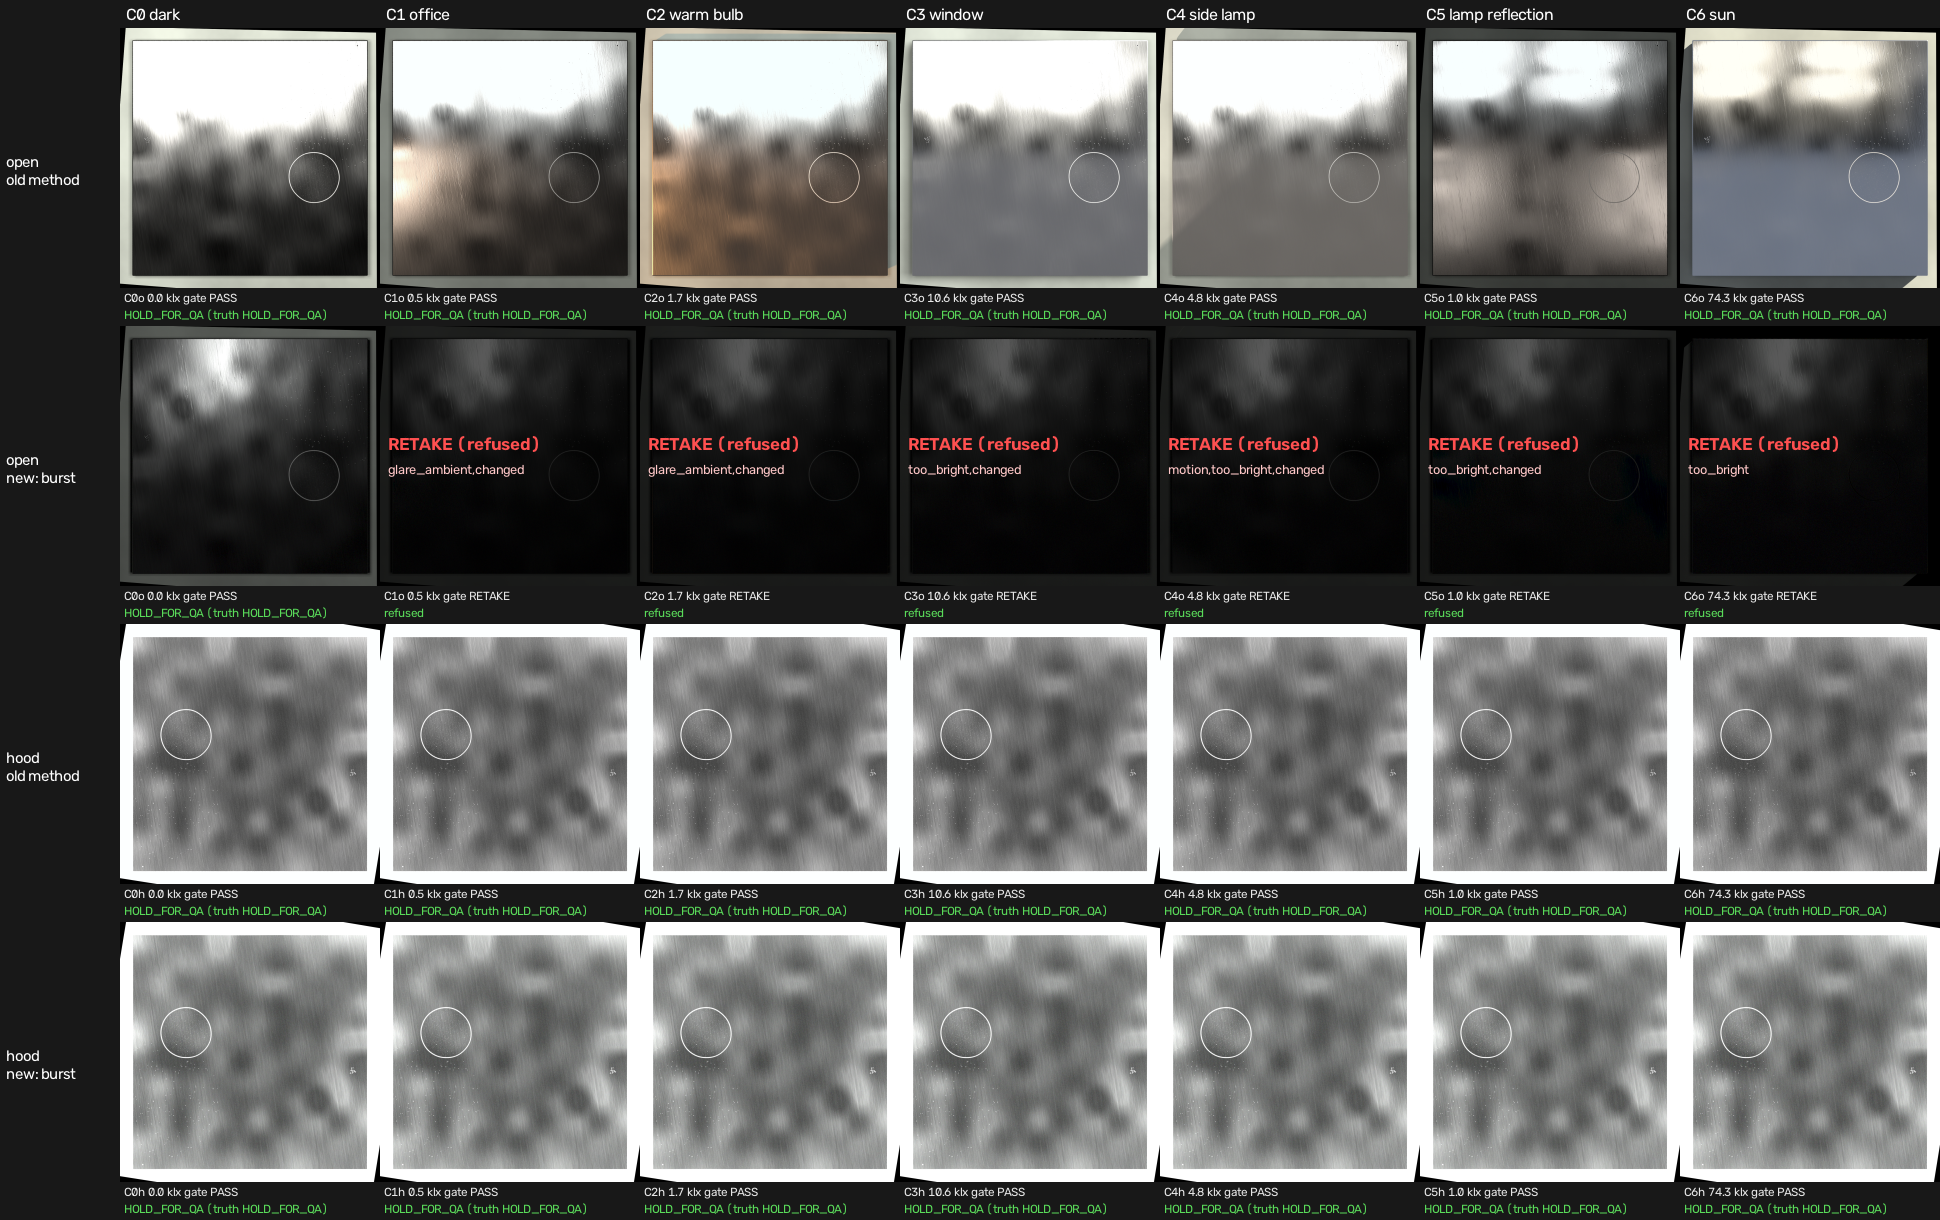 C0 dark
C1 office
C2 warm bulb
C3 window
C4 side lamp
C5 lamp reflection
C6 sun
open
old method
C0o 0.0 klx gate PASS
HOLD_FOR_QA (truth HOLD_FOR_QA)
C1o 0.5 klx gate PASS
HOLD_FOR_QA (truth HOLD_FOR_QA)
C2o 1.7 klx gate PASS
HOLD_FOR_QA (truth HOLD_FOR_QA)
C3o 10.6 klx gate PASS
HOLD_FOR_QA (truth HOLD_FOR_QA)
C4o 4.8 klx gate PASS
HOLD_FOR_QA (truth HOLD_FOR_QA)
C5o 1.0 klx gate PASS
HOLD_FOR_QA (truth HOLD_FOR_QA)
C6o 74.3 klx gate PASS
HOLD_FOR_QA (truth HOLD_FOR_QA)
open
new: burst
C0o 0.0 klx gate PASS
HOLD_FOR_QA (truth HOLD_FOR_QA)
RETAKE (refused)
glare_ambient,changed
C1o 0.5 klx gate RETAKE
refused
RETAKE (refused)
glare_ambient,changed
C2o 1.7 klx gate RETAKE
refused
RETAKE (refused)
too_bright,changed
C3o 10.6 klx gate RETAKE
refused
RETAKE (refused)
motion,too_bright,changed
C4o 4.8 klx gate RETAKE
refused
RETAKE (refused)
too_bright,changed
C5o 1.0 klx gate RETAKE
refused
RETAKE (refused)
too_bright
C6o 74.3 klx gate RETAKE
refused
hood
old method
C0h 0.0 klx gate PASS
HOLD_FOR_QA (truth HOLD_FOR_QA)
C1h 0.5 klx gate PASS
HOLD_FOR_QA (truth HOLD_FOR_QA)
C2h 1.7 klx gate PASS
HOLD_FOR_QA (truth HOLD_FOR_QA)
C3h 10.6 klx gate PASS
HOLD_FOR_QA (truth HOLD_FOR_QA)
C4h 4.8 klx gate PASS
HOLD_FOR_QA (truth HOLD_FOR_QA)
C5h 1.0 klx gate PASS
HOLD_FOR_QA (truth HOLD_FOR_QA)
C6h 74.3 klx gate PASS
HOLD_FOR_QA (truth HOLD_FOR_QA)
hood
new: burst
C0h 0.0 klx gate PASS
HOLD_FOR_QA (truth HOLD_FOR_QA)
C1h 0.5 klx gate PASS
HOLD_FOR_QA (truth HOLD_FOR_QA)
C2h 1.7 klx gate PASS
HOLD_FOR_QA (truth HOLD_FOR_QA)
C3h 10.6 klx gate PASS
HOLD_FOR_QA (truth HOLD_FOR_QA)
C4h 4.8 klx gate PASS
HOLD_FOR_QA (truth HOLD_FOR_QA)
C5h 1.0 klx gate PASS
HOLD_FOR_QA (truth HOLD_FOR_QA)
C6h 74.3 klx gate PASS
HOLD_FOR_QA (truth HOLD_FOR_QA)